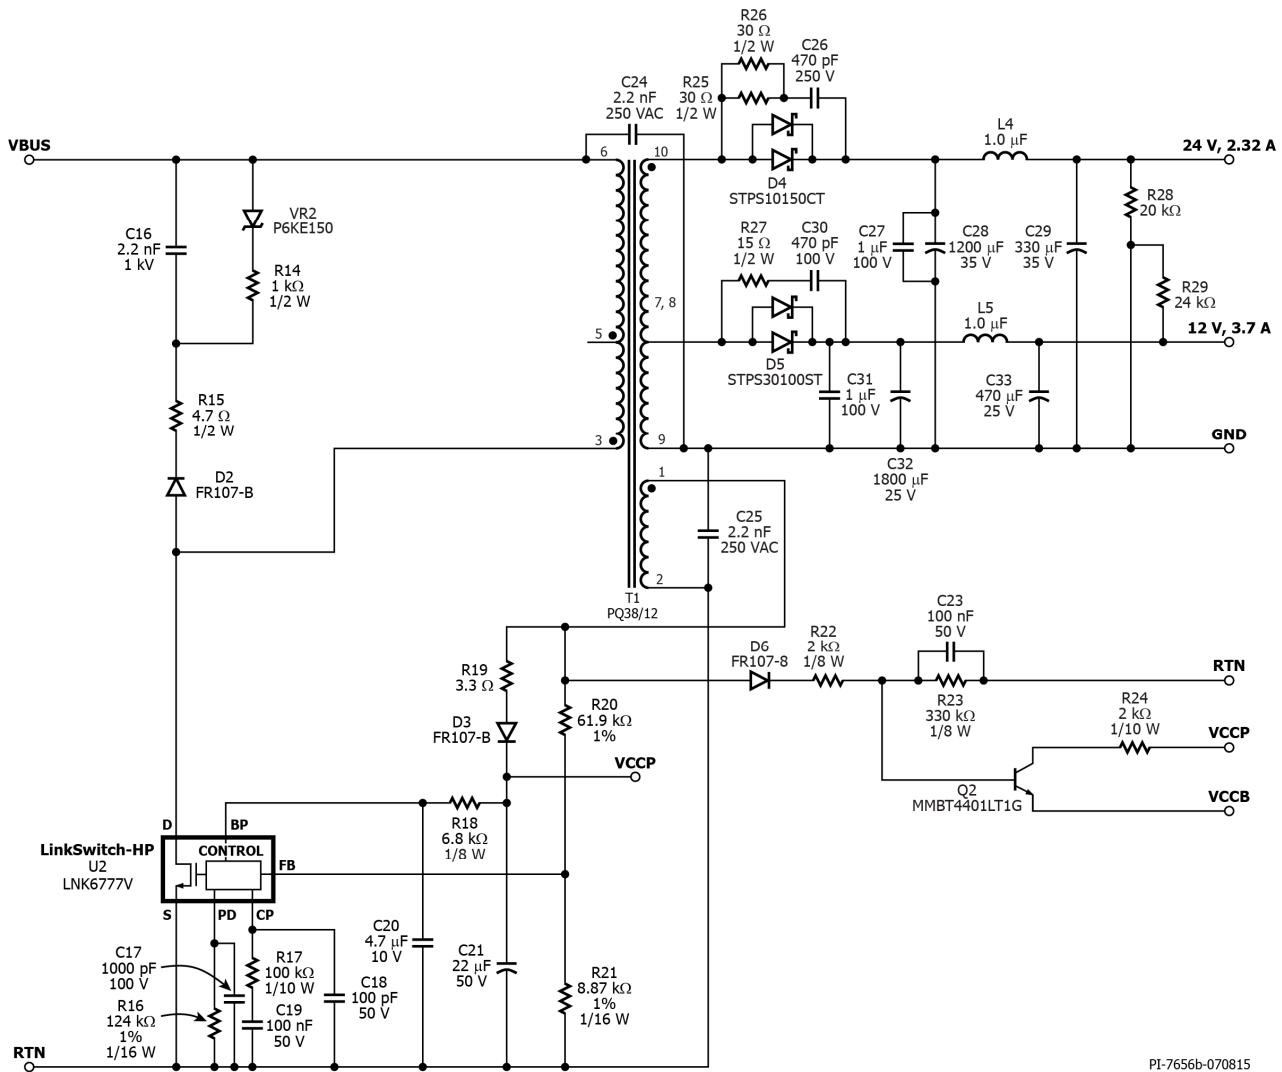 R26
30 Ω
1/2 W
C26
470 pF
250 V
C24
2.2 nF
250 VAC
R25
30 Ω
1/2 W
VBUS
6
10
D4
STPS10150CT
L4
1.0 µF
24 V, 2.32 A
C16
2.2 nF
1 kV
VR2
P6KE150
R14
1 kΩ
1/2 W
R27
15 Ω
1/2 W
C30
470 pF
100 V
C27
1 µF
100 V
C28
1200 µF
35 V
C29
330 µF
35 V
R28
20 kΩ
R29
24 kΩ
7, 8
5
L5
1.0 µF
12 V, 3.7 A
D5
STPS30100ST
R15
4.7 Ω
1/2 W
C31
1 µF
100 V
C33
470 µF
25 V
3
9
GND
C32
1800 µF
25 V
D2
FR107-B
1
C25
2.2 nF
250 VAC
2
T1
PQ38/12
C23
100 nF
50 V
R19
3.3 Ω
D6
FR107-8
R22
2 kΩ
1/8 W
RTN
R20
61.9 kΩ
1%
R23
330 kΩ
1/8 W
R24
2 kΩ
1/10 W
D3
FR107-B
VCCP
VCCP
Q2
MMBT4401LT1G
VCCB
D
BP
R18
6.8 kΩ
1/8 W
LinkSwitch-HP
U2
LNK6777V
CONTROL
FB
S
PD
CP
C17
1000 pF
100 V
R16
124 kΩ
1%
1/16 W
R17
100 kΩ
1/10 W
C19
100 nF
50 V
C18
100 pF
50 V
C20
4.7 µF
10 V
C21
22 µF
50 V
R21
8.87 kΩ
1%
1/16 W
RTN
PI-7656b-070815